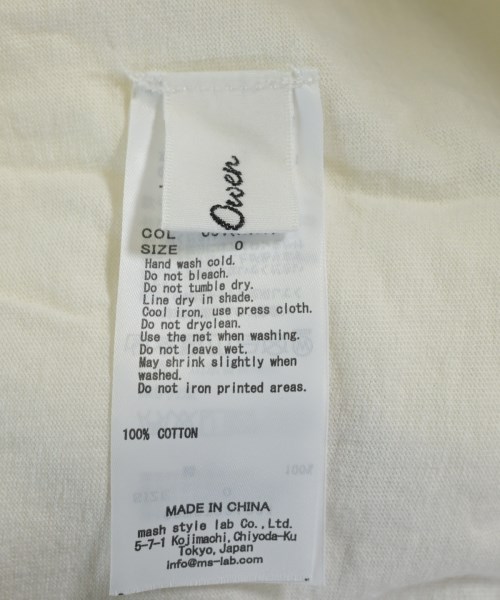 Owen
COL
SIZE 0
Hand wash cold.
Do not bleach.
Do not tumble dry.
Line dry in shade.
Cool iron, use press cloth.
Do not dryclean.
Use the net when washing.
Do not leave wet.
May shrink slightly when
washed.
Do not iron printed areas.
100% COTTON
MADE IN CHINA
mash style lab Co.,Ltd.
5-7-1 Kojimachi,Chiyoda-Ku
Tokyo,Japan
info@ms-lab.com